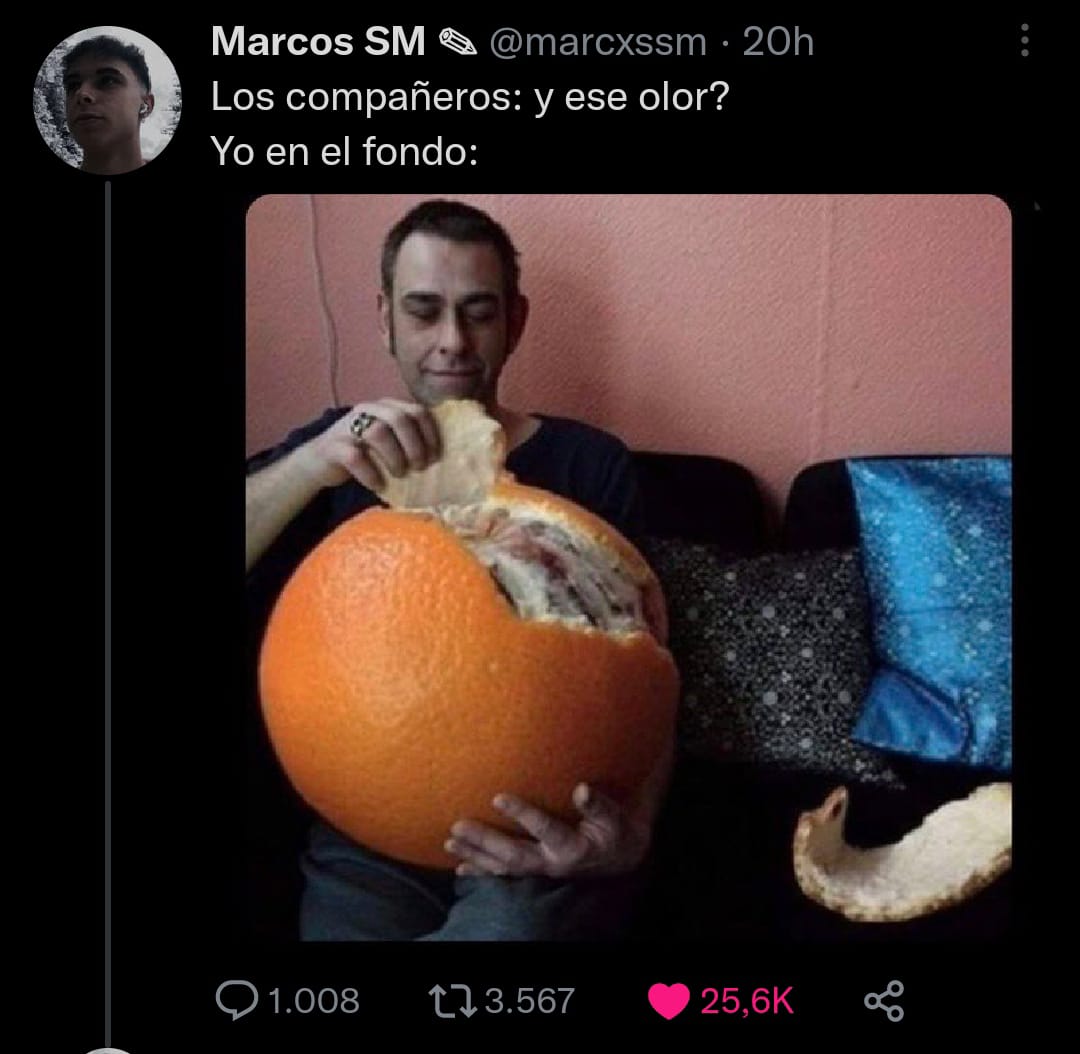 Marcos SM ✎ @marcxssm · 20h
Los compañeros: y ese olor?
Yo en el fondo:
1.008 3.567 25,6K